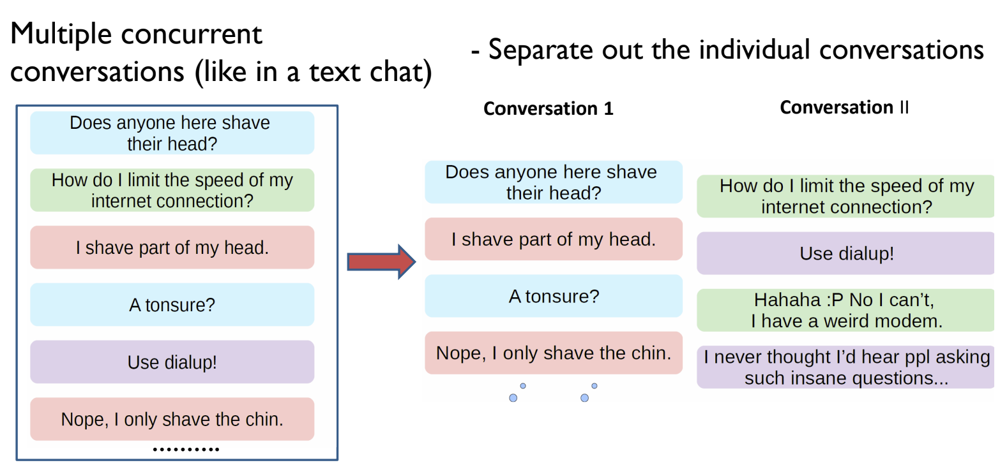 Multiple concurrent
conversations (like in a text chat)
- Separate out the individual conversations
Does anyone here shave
their head?
How do I limit the speed of my
internet connection?
I shave part of my head.
A tonsure?
Use dialup!
Nope, I only shave the chin.
..........
Conversation 1
Does anyone here shave
their head?
I shave part of my head.
A tonsure?
Nope, I only shave the chin.
Conversation II
How do I limit the speed of my
internet connection?
Use dialup!
Hahaha :P No I can’t,
I have a weird modem.
I never thought I’d hear ppl asking
such insane questions...